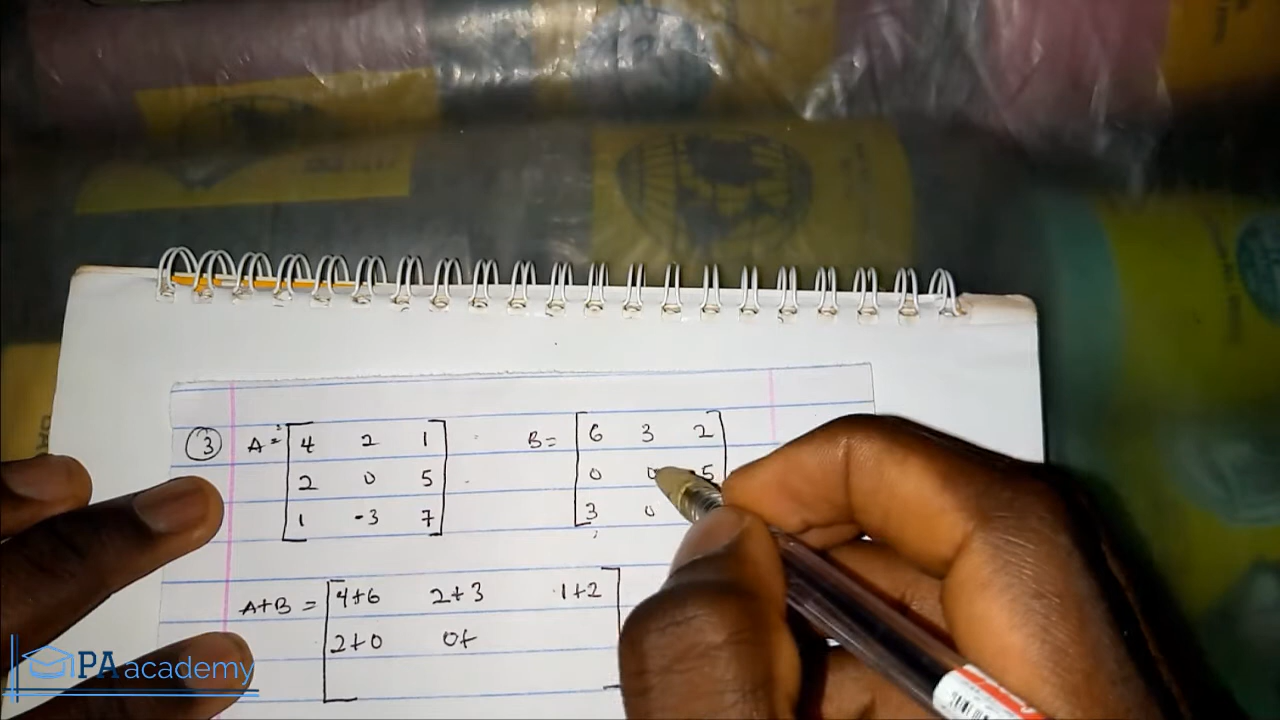 3 A = 4 2 1 B = 6 3 2
2 0 5 0 0 -5
1 -3 7 3 0
A+B = 4+6 2+3 1+2
2+0 0+
PA academy